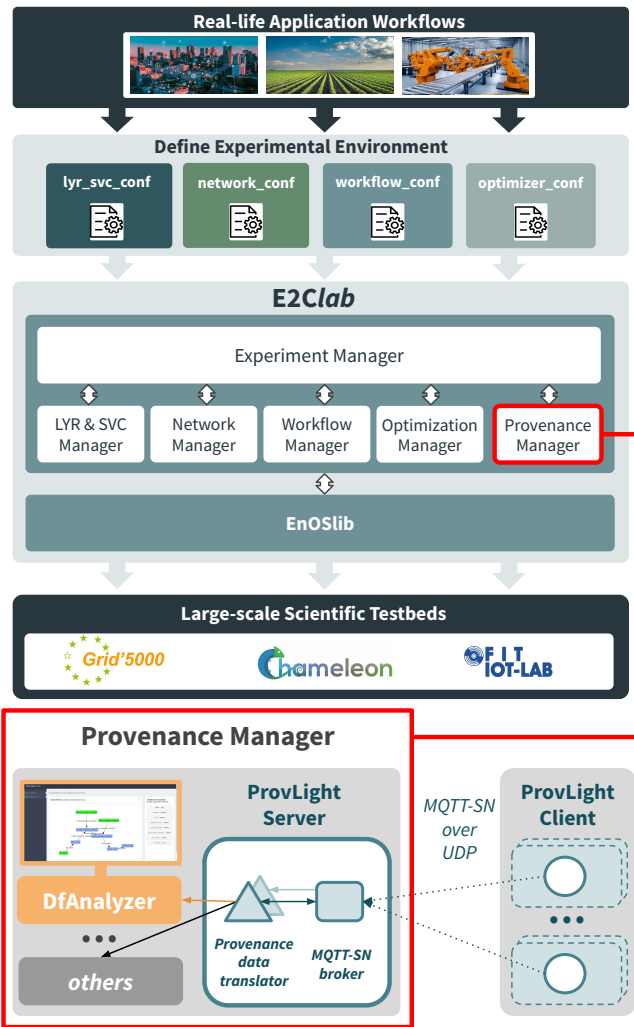 Real-life Application Workflows
Define Experimental Environment
lyr_svc_conf
network_conf
workflow_conf
optimizer_conf
E2Clab
Experiment Manager
LYR & SVC
Manager
Network
Manager
Workflow
Manager
Optimization
Manager
Provenance
Manager
EnOSlib
Large-scale Scientific Testbeds
Grid'5000
Chameleon
FIT
IOT-LAB
Provenance Manager
DfAnalyzer
others
ProvLight
Server
Provenance
data
translator
MQTT-SN
broker
MQTT-SN
over
UDP
ProvLight
Client